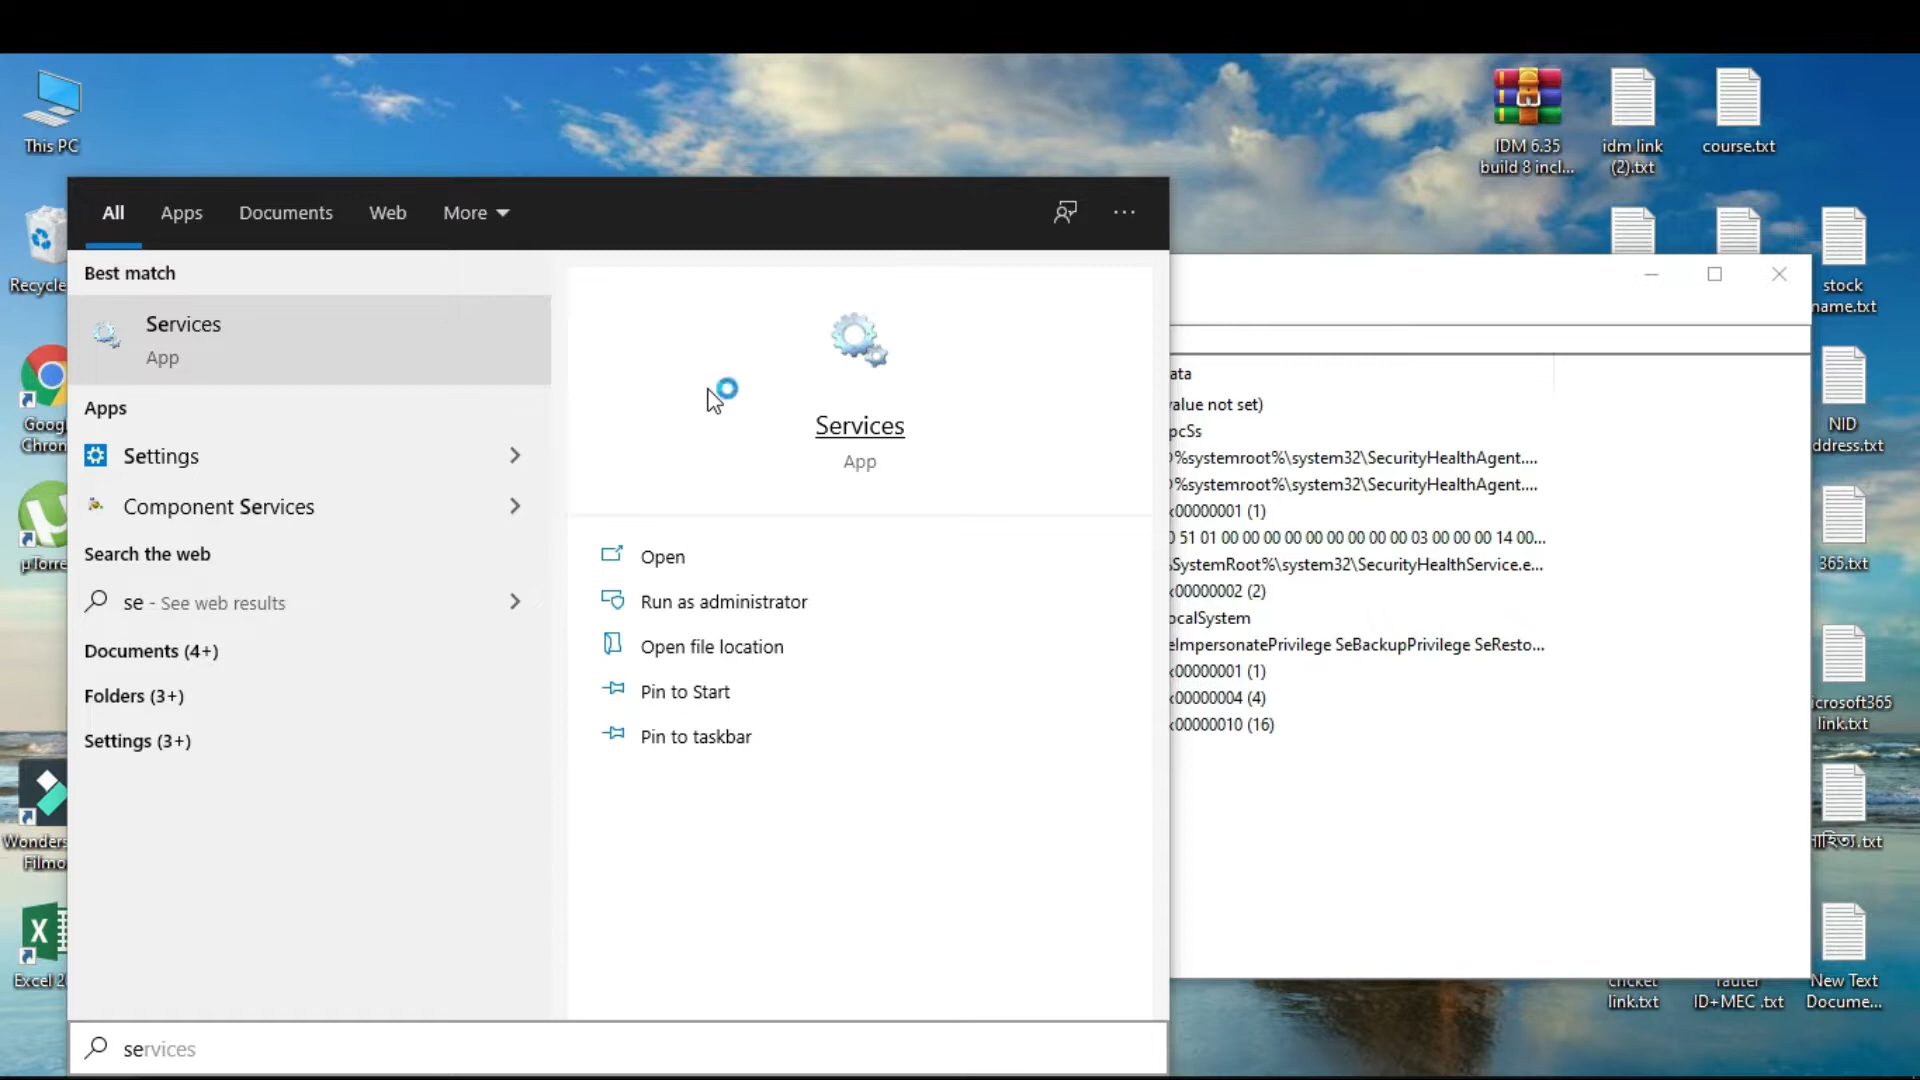 This PC
Recycle
Goog
Chron
µTorre
Wonders
Filmo
Excel 20
All
Apps
Documents
Web
More
Best match
Services
App
Apps
Settings
Component Services
Search the web
se - See web results
Documents (4+)
Folders (3+)
Settings (3+)
services
Services
App
Open
Run as administrator
Open file location
Pin to Start
Pin to taskbar
ata
value not set)
pcSs
%systemroot%\system32\SecurityHealthAgent....
%systemroot%\system32\SecurityHealthAgent....
x00000001 (1)
51 01 00 00 00 00 00 00 00 00 00 03 00 00 00 14 00...
SystemRoot%\system32\SecurityHealthService.e...
x00000002 (2)
ocalSystem
eImpersonatePrivilege SeBackupPrivilege SeResto...
x00000001 (1)
x00000004 (4)
x00000010 (16)
IDM 6.35
build 8 incl...
idm link
(2).txt
course.txt
stock
name.txt
NID
ddress.txt
365.txt
icrosoft365
link.txt
.txt
cricket
link.txt
rauter
ID+MEC .txt
New Text
Docume...